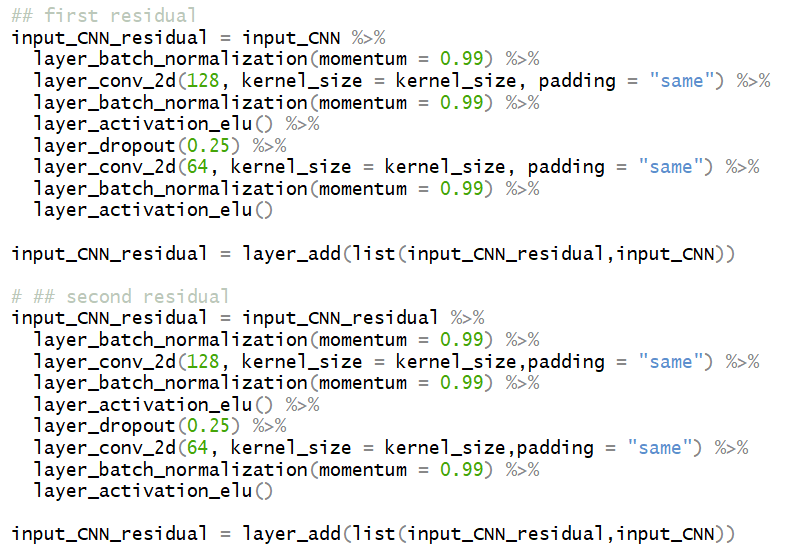 ## first residual
input_CNN_residual = input_CNN %>%
  layer_batch_normalization(momentum = 0.99) %>%
  layer_conv_2d(128, kernel_size = kernel_size, padding = "same") %>%
  layer_batch_normalization(momentum = 0.99) %>%
  layer_activation_elu() %>%
  layer_dropout(0.25) %>%
  layer_conv_2d(64, kernel_size = kernel_size, padding = "same") %>%
  layer_batch_normalization(momentum = 0.99) %>%
  layer_activation_elu()

input_CNN_residual = layer_add(list(input_CNN_residual,input_CNN))

# ## second residual
input_CNN_residual = input_CNN_residual %>%
  layer_batch_normalization(momentum = 0.99) %>%
  layer_conv_2d(128, kernel_size = kernel_size,padding = "same") %>%
  layer_batch_normalization(momentum = 0.99) %>%
  layer_activation_elu() %>%
  layer_dropout(0.25) %>%
  layer_conv_2d(64, kernel_size = kernel_size,padding = "same") %>%
  layer_batch_normalization(momentum = 0.99) %>%
  layer_activation_elu()

input_CNN_residual = layer_add(list(input_CNN_residual,input_CNN))